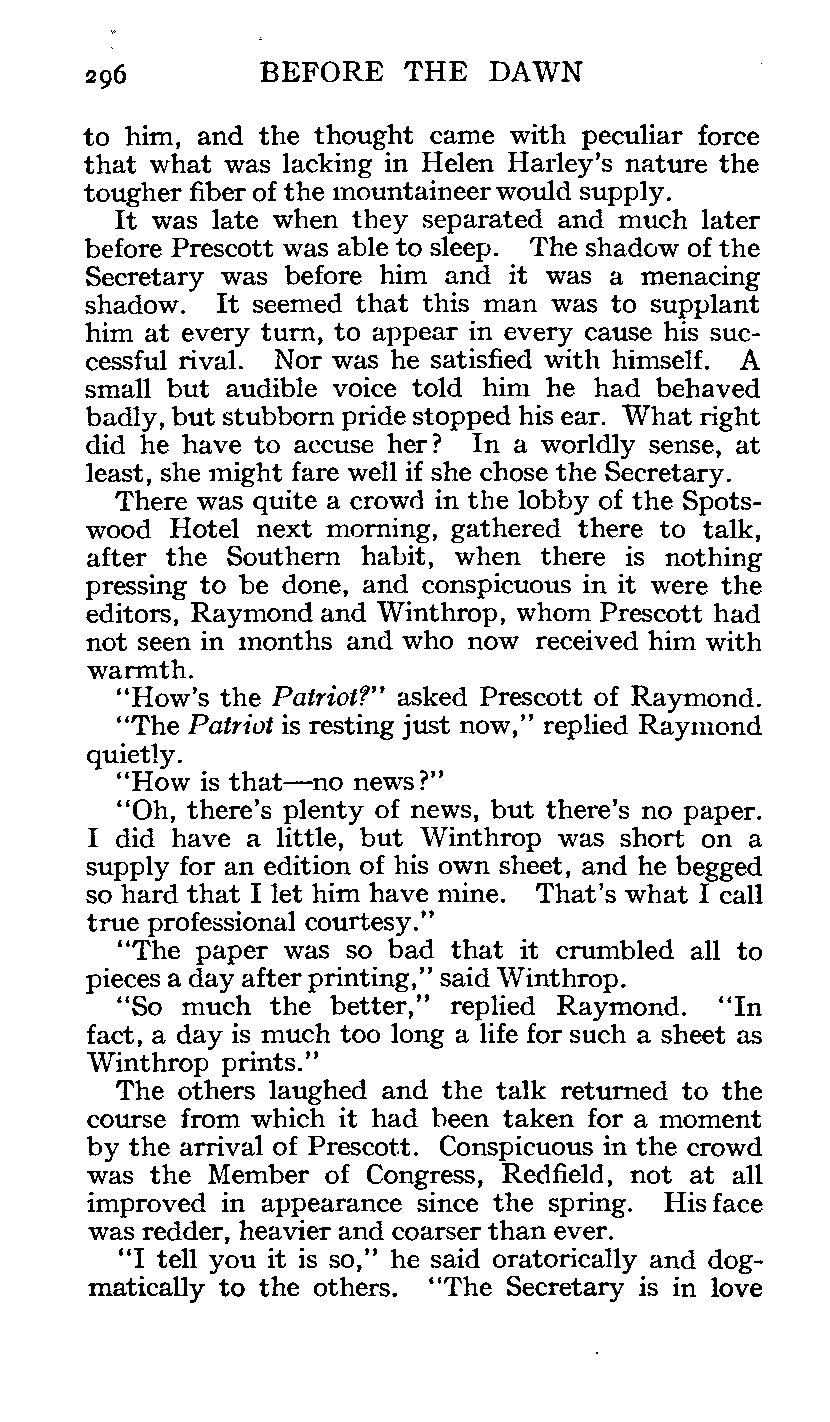 296 BEFORE THE DAWN
to him, and the thought came with peculiar force
that what was lacking in Helen Harley's nature the
tougher fiber of the mountaineer would supply.
It was late when they separated and much later
before Prescott was able to sleep. The shadow of the
Secretary was before him and it was a menacing
shadow. It seemed that this man was to supplant
him at every turn, to appear in every cause his suc-
cessful rival. Nor was he satisfied with himself. A
small but audible voice told him he had behaved
badly, but stubborn pride stopped his ear. What right
did he have to accuse her? In a worldly sense, at
least, she might fare well if she chose the Secretary.
There was quite a crowd in the lobby of the Spots-
wood Hotel next morning, gathered there to talk,
after the Southern habit, when there is nothing
pressing to be done, and conspicuous in it were the
editors, Raymond and Winthrop, whom Prescott had
not seen in months and who now received him with
warmth.
"How's the Patriot?" asked Prescott of Raymond.
"The Patriot is resting just now," replied Raymond
quietly.
"How is that—no news?"
"Oh, there's plenty of news, but there's no paper.
I did have a little, but Winthrop was short on a
supply for an edition of his own sheet, and he begged
so hard that I let him have mine. That's what I call
true professional courtesy."
"The paper was so bad that it crumbled all to
pieces a day after printing," said Winthrop.
"So much the better," replied Raymond. "In
fact, a day is much too long a life for such a sheet as
Winthrop prints."
The others laughed and the talk returned to the
course from which it had been taken for a moment
by the arrival of Prescott. Conspicuous in the crowd
was the Member of Congress, Redfield, not at all
improved in appearance since the spring. His face
was redder, heavier and coarser than ever.
"I tell you it is so," he said oratorically and dog-
matically to the others. "The Secretary is in love